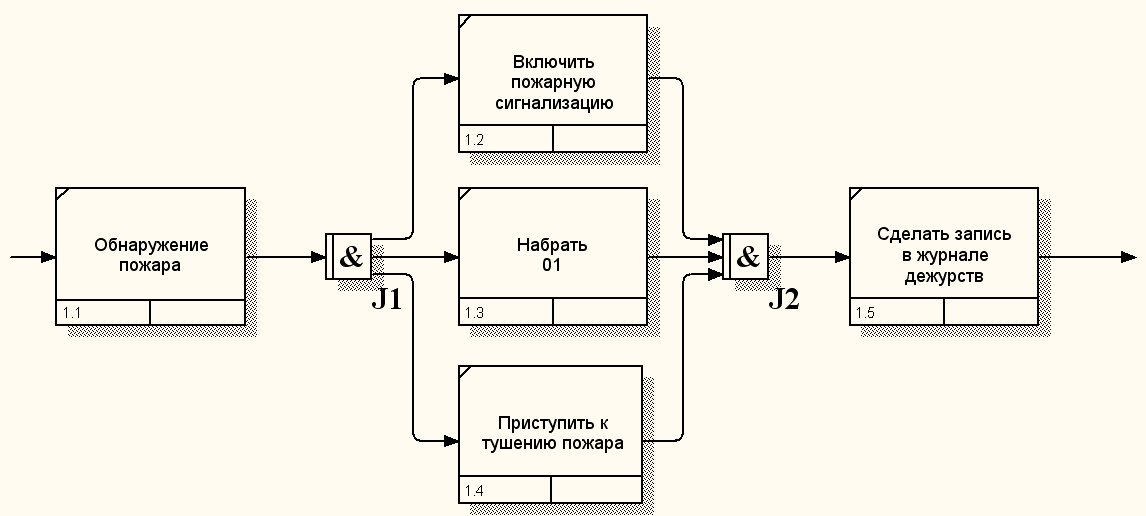 Включить
пожарную
сигнализацию
1.2
Обнаружение
пожара
1.1
&
J1
Набрать
01
1.3
&
J2
Сделать запись
в журнале
дежурств
1.5
Приступить к
тушению пожара
1.4